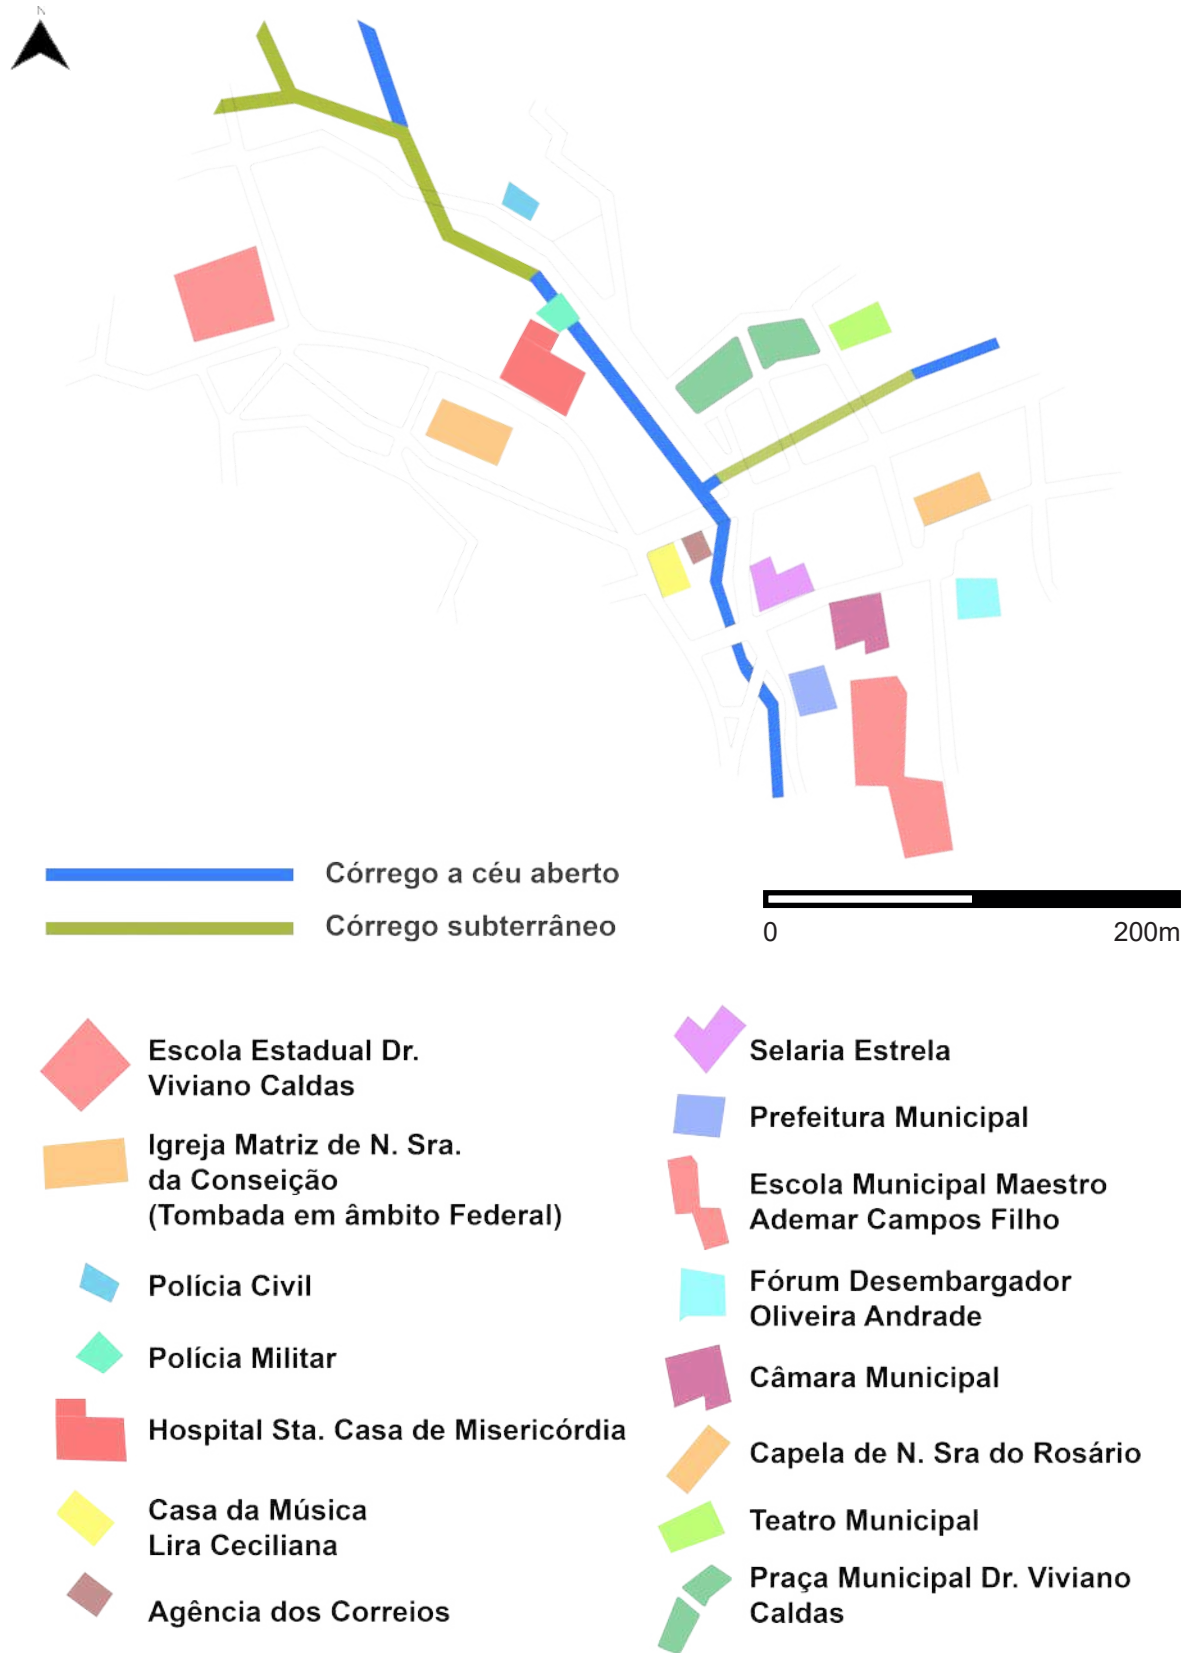 N
Córrego a céu aberto
Córrego subterrâneo
0
200m
Escola Estadual Dr.
Viviano Caldas
Igreja Matriz de N. Sra.
da Conseição
(Tombada em âmbito Federal)
Polícia Civil
Polícia Militar
Hospital Sta. Casa de Misericórdia
Casa da Música
Lira Ceciliana
Agência dos Correios
Selaria Estrela
Prefeitura Municipal
Escola Municipal Maestro
Ademar Campos Filho
Fórum Desembargador
Oliveira Andrade
Câmara Municipal
Capela de N. Sra do Rosário
Teatro Municipal
Praça Municipal Dr. Viviano
Caldas